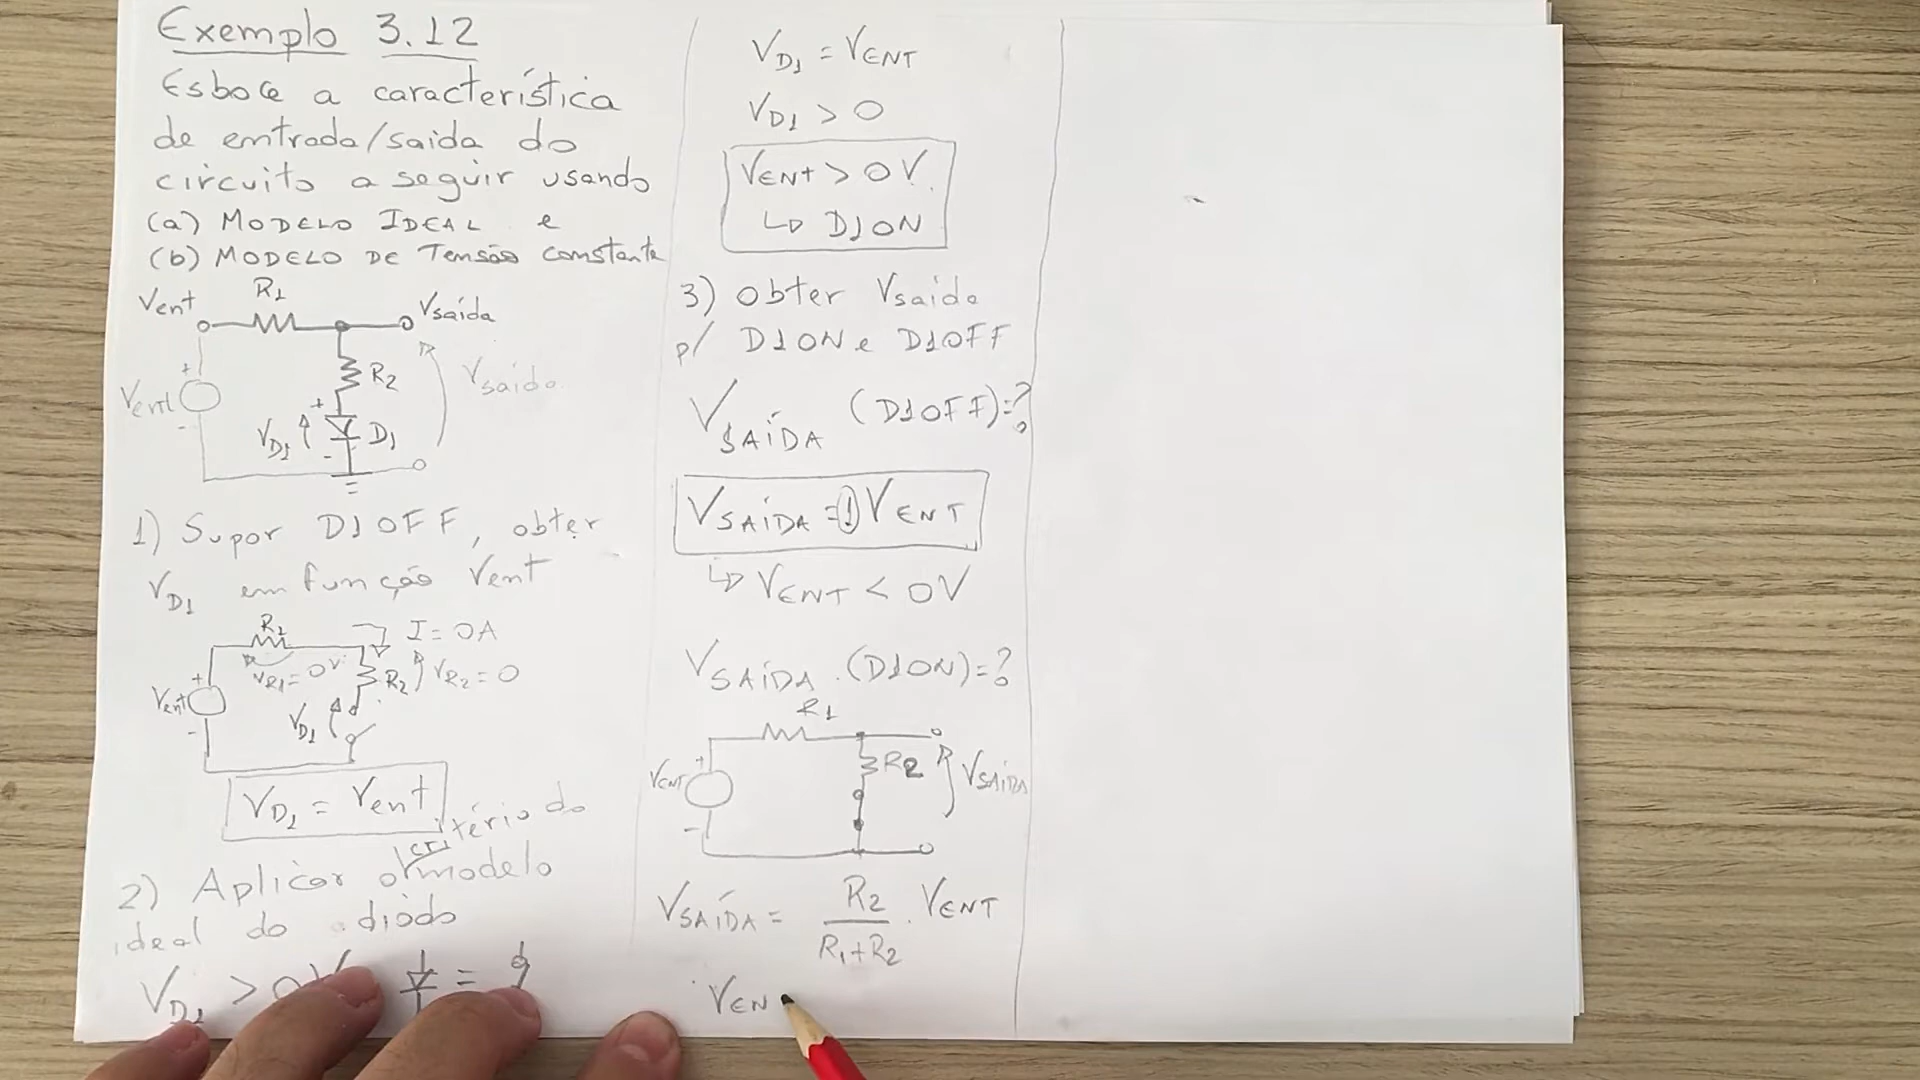 Exemplo 3.12
Esboce a característica
de entrada/saída do
circuito a seguir usando
(a) MODELO IDEAL e
(b) MODELO DE Tensão constante
Vent R1 Vsaída
R2
Vent Vsaída
+
-
+
VD1 D1
-
1) Supor D1 OFF, obter
VD1 em função Vent
R1 I = 0A
VR1 = 0V R2 VR2 = 0
Vent
+
-
VD1
VD1 = Vent
critério do
2) Aplicar o modelo
ideal do diodo
VD1 > 0V =
VD1 = VENT
VD1 > 0
VENT > 0V
↳ D1 ON
3) Obter Vsaída
p/ D1 ON e D1 OFF
VSAÍDA (D1 OFF) = ?
VSAÍDA = 1 VENT
↳ VENT < 0V
VSAÍDA (D1 ON) = ?
R1
R2
VENT
+
-
VSAÍDA
VSAÍDA = R2 . VENT
R1+R2
VEN